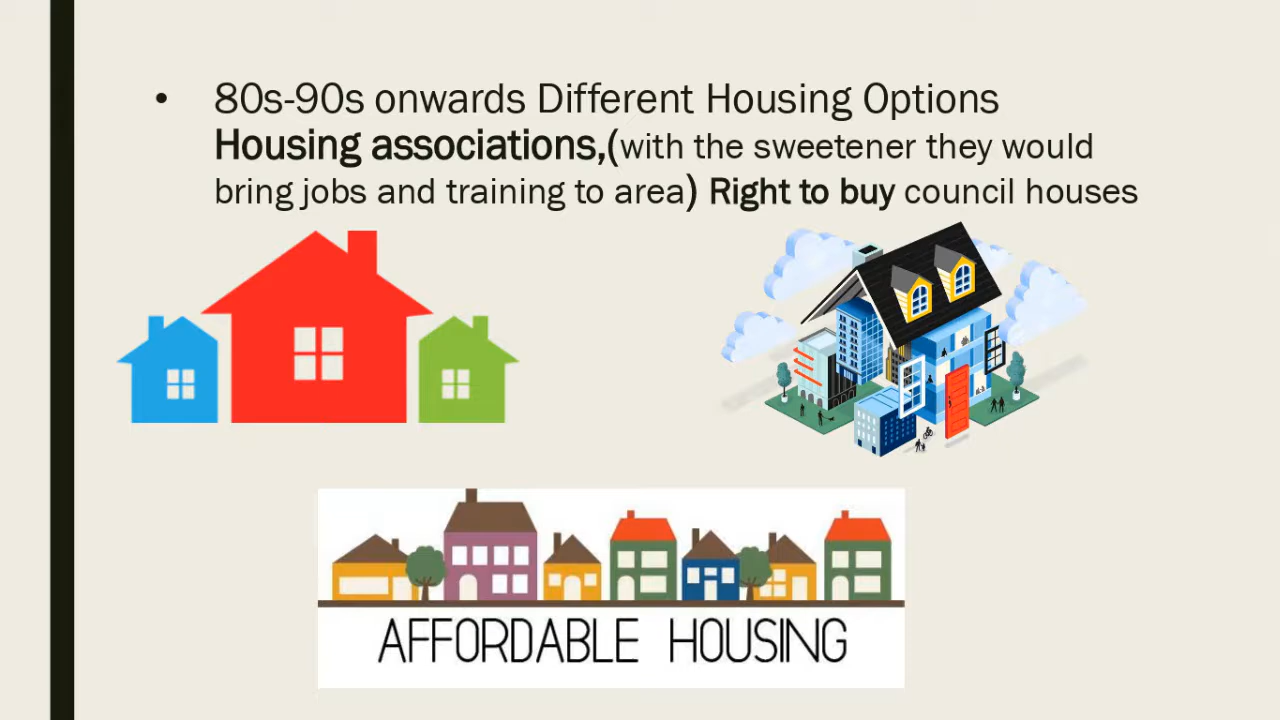 • 80s-90s onwards Different Housing Options
Housing associations,(with the sweetener they would
bring jobs and training to area) Right to buy council houses
AFFORDABLE HOUSING